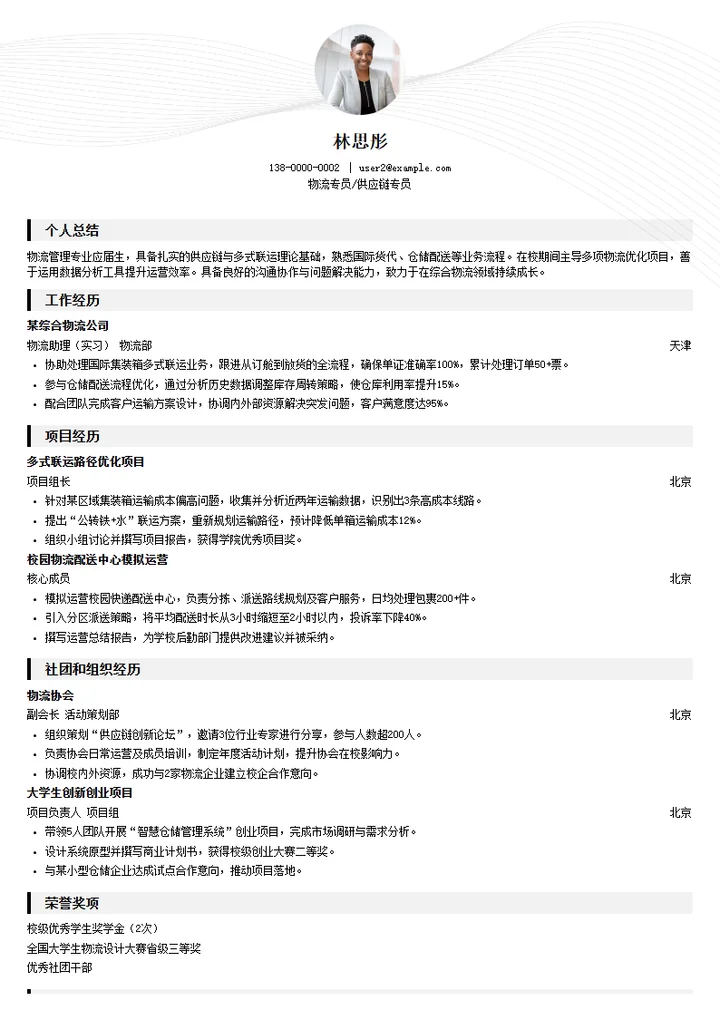 林思彤
138-0000-0002 | user2@example.com
物流专员/供应链专员
个人总结
物流管理专业应届生，具备扎实的供应链与多式联运理论基础，熟悉国际货代、仓储配送等业务流程。在校期间主导多项物流优化项目，善
于运用数据分析工具提升运营效率。具备良好的沟通协作与问题解决能力，致力于在综合物流领域持续成长。
工作经历
某综合物流公司
物流助理（实习） 物流部 天津
• 协助处理国际集装箱多式联运业务，跟进从订舱到放货的全流程，确保单证准确率100%，累计处理订单50+票。
• 参与仓储配送流程优化，通过分析历史数据调整库存周转策略，使仓库利用率提升15%。
• 配合团队完成客户运输方案设计，协调内外部资源解决突发问题，客户满意度达95%。
项目经历
多式联运路径优化项目
项目组长 北京
• 针对某区域集装箱运输成本偏高问题，收集并分析近两年运输数据，识别出3条高成本线路。
• 提出“公转铁+水”联运方案，重新规划运输路径，预计降低单箱运输成本12%。
• 组织小组讨论并撰写项目报告，获得学院优秀项目奖。
校园物流配送中心模拟运营
核心成员 北京
• 模拟运营校园快递配送中心，负责分拣、派送路线规划及客户服务，日均处理包裹200+件。
• 引入分区派送策略，将平均配送时长从3小时缩短至2小时以内，投诉率下降40%。
• 撰写运营总结报告，为学校后勤部门提供改进建议并被采纳。
社团和组织经历
物流协会
副会长 活动策划部 北京
• 组织策划“供应链创新论坛”，邀请3位行业专家进行分享，参与人数超200人。
• 负责协会日常运营及成员培训，制定年度活动计划，提升协会在校影响力。
• 协调校内外资源，成功与2家物流企业建立校企合作意向。
大学生创新创业项目
项目负责人 项目组 北京
• 带领5人团队开展“智慧仓储管理系统”创业项目，完成市场调研与需求分析。
• 设计系统原型并撰写商业计划书，获得校级创业大赛二等奖。
• 与某小型仓储企业达成试点合作意向，推动项目落地。
荣誉奖项
校级优秀学生奖学金（2次）
全国大学生物流设计大赛省级三等奖
优秀社团干部